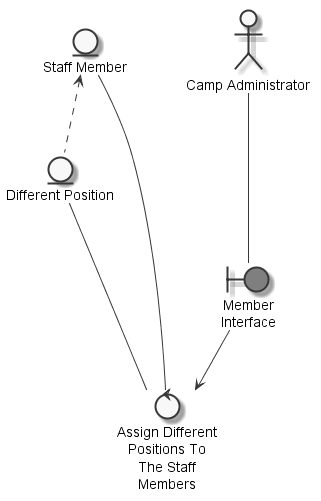 Staff Member
Camp Administrator
Different Position
Member
Interface
Assign Different
Positions To
The Staff
Members